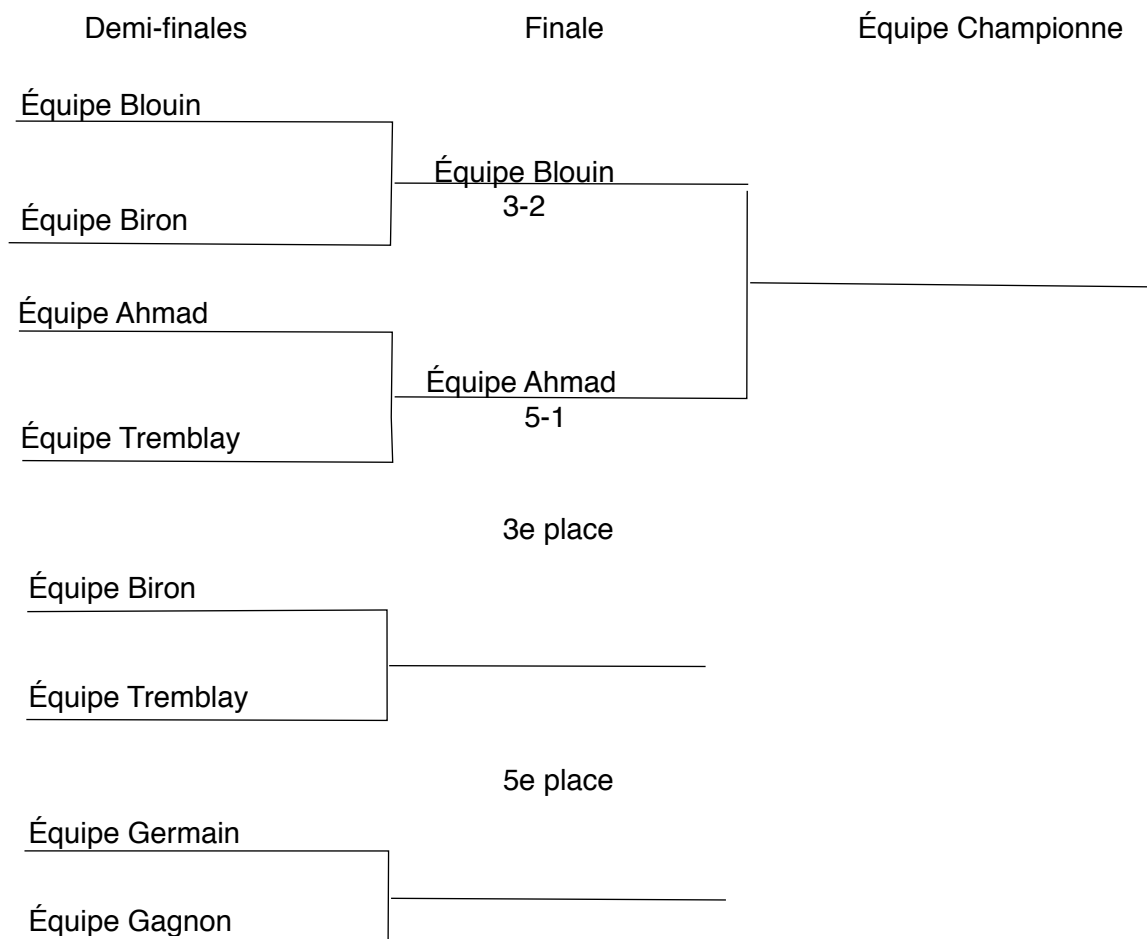 Demi-finales Finale Équipe Championne
Équipe Blouin
Équipe Blouin
3-2
Équipe Biron
Équipe Ahmad
Équipe Ahmad
5-1
Équipe Tremblay
3e place
Équipe Biron
Équipe Tremblay
5e place
Équipe Germain
Équipe Gagnon